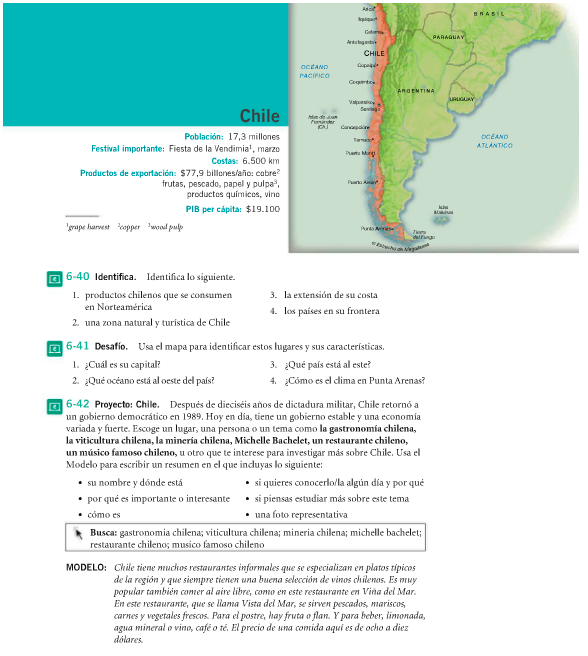 Chile
Población: 17,3 millones
Festival importante: Fiesta de la Vendimia¹, marzo
Costas: 6.500 km
Productos de exportación: $77,9 billones/año: cobre²
frutas, pescado, papel y pulpa³,
productos químicos, vino
PIB per cápita: $19.100
¹grape harvest ²copper ³wood pulp
Arica
Iquique
Calama
Antofagasta
CHILE
Copiapó
Coquimbo
Valparaíso
Santiago
Concepción
Temuco
Puerto Montt
Puerto Aisén
Punta Arenas
Islas de Juan
Fernández
(Ch.)
OCÉANO
PACÍFICO
BRASIL
PARAGUAY
ARGENTINA
URUGUAY
OCÉANO
ATLÁNTICO
Islas
Malvinas
Tierra
del Fuego
Estrecho de Magallanes
6-40 Identifica. Identifica lo siguiente.
1. productos chilenos que se consumen
en Norteamérica
2. una zona natural y turística de Chile
3. la extensión de su costa
4. los países en su frontera
6-41 Desafío. Usa el mapa para identificar estos lugares y sus características.
1. ¿Cuál es su capital?
2. ¿Qué océano está al oeste del país?
3. ¿Qué país está al este?
4. ¿Cómo es el clima en Punta Arenas?
6-42 Proyecto: Chile. Después de dieciséis años de dictadura militar, Chile retornó a
un gobierno democrático en 1989. Hoy en día, tiene un gobierno estable y una economía
variada y fuerte. Escoge un lugar, una persona o un tema como la gastronomía chilena,
la viticultura chilena, la minería chilena, Michelle Bachelet, un restaurante chileno,
un músico famoso chileno, u otro que te interese para investigar más sobre Chile. Usa el
Modelo para escribir un resumen en el que incluyas lo siguiente:
• su nombre y dónde está
• por qué es importante o interesante
• cómo es
• si quieres conocerlo/la algún día y por qué
• si piensas estudiar más sobre este tema
• una foto representativa
Busca: gastronomia chilena; viticultura chilena; mineria chilena; michelle bachelet;
restaurante chileno; musico famoso chileno
MODELO: Chile tiene muchos restaurantes informales que se especializan en platos típicos
de la región y que siempre tienen una buena selección de vinos chilenos. Es muy
popular también comer al aire libre, como en este restaurante en Viña del Mar.
En este restaurante, que se llama Vista del Mar, se sirven pescados, mariscos,
carnes y vegetales frescos. Para el postre, hay fruta o flan. Y para beber, limonada,
agua mineral o vino, café o té. El precio de una comida aquí es de ocho a diez
dólares.